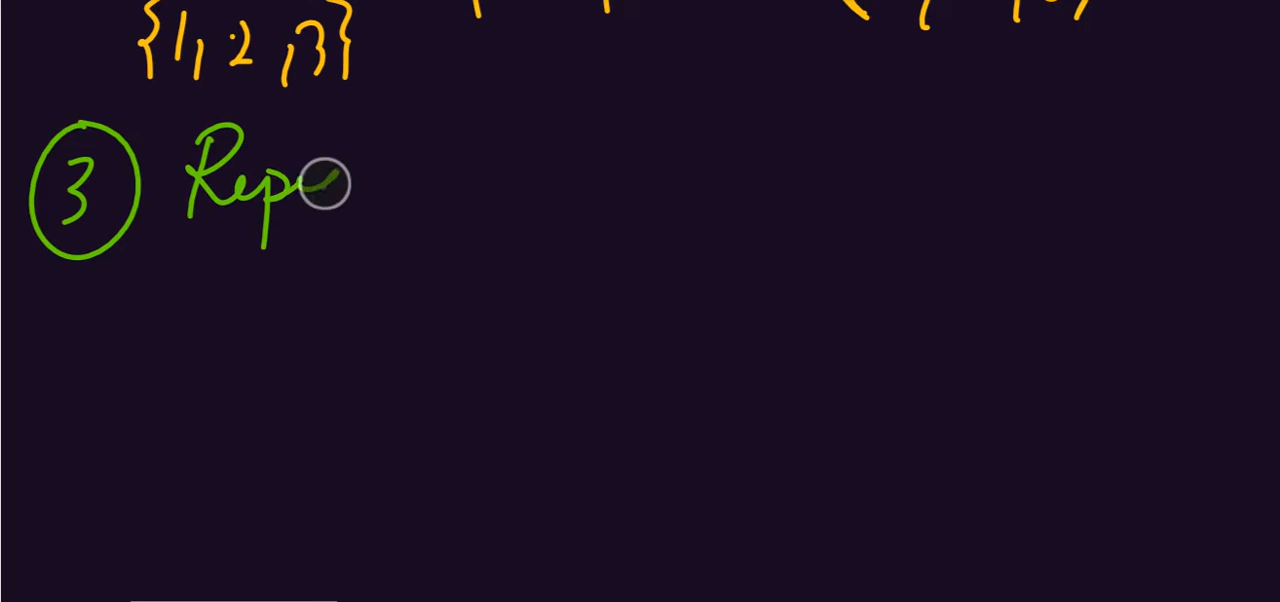 {1, 2, 3}
③ Rep